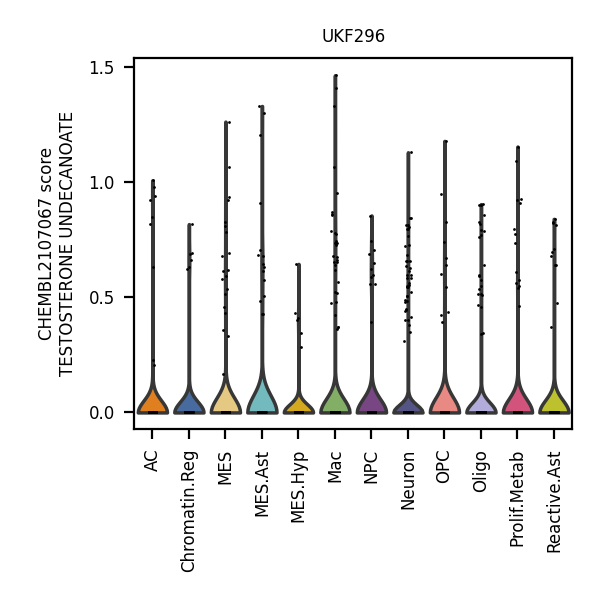 UKF296
CHEMBL2107067 score
TESTOSTERONE UNDECANOATE
1.5
1.0
0.5
0.0
AC
Chromatin.Reg
MES
MES.Ast
MES.Hyp
Mac
NPC
Neuron
OPC
Oligo
Prolif.Metab
Reactive.Ast